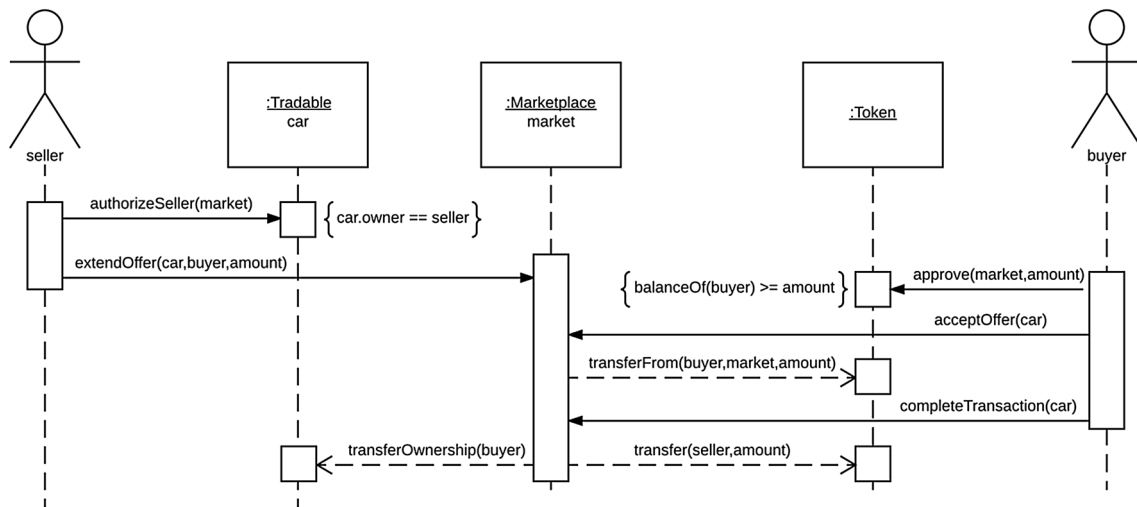 :Tradable
car
:Marketplace
market
:Token
seller
buyer
authorizeSeller(market)
{ car.owner == seller }
extendOffer(car,buyer,amount)
{ balanceOf(buyer) >= amount }
approve(market,amount)
acceptOffer(car)
transferFrom(buyer,market,amount)
completeTransaction(car)
transferOwnership(buyer)
transfer(seller,amount)